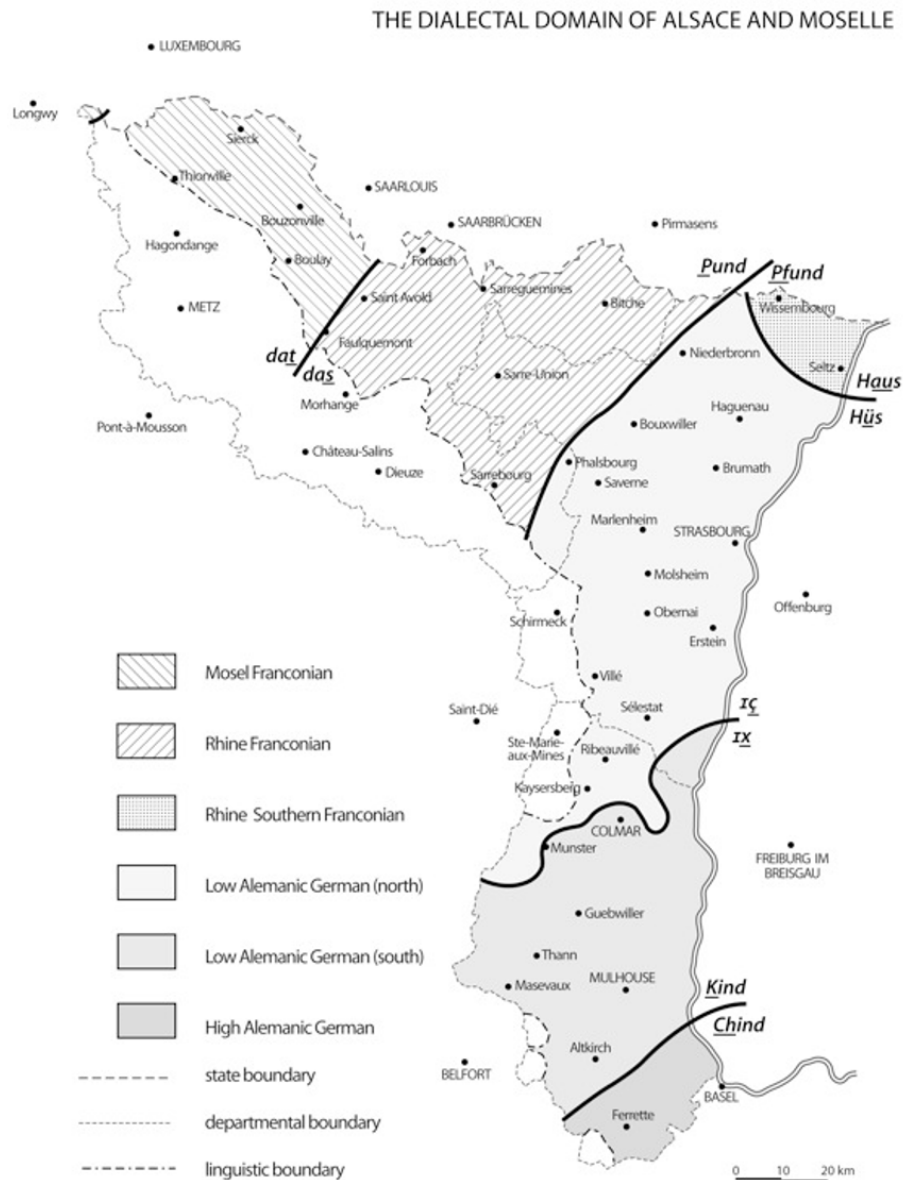 THE DIALECTAL DOMAIN OF ALSACE AND MOSELLE
LUXEMBOURG
Longwy
Sierck
Thionville
SAARLOUIS
Bouzonville
SAARBRÜCKEN
Pirmasens
Hagondange
Forbach
Boulay
Pund
Pfund
Saint Avold
Sarreguemines
Bitche
Wissembourg
METZ
Faulquemont
dat
das
Niederbronn
Seltz
Sarre-Union
Haus
Hüs
Morhange
Haguenau
Pont-à-Mousson
Bouxwiller
Château-Salins
Dieuze
Phalsbourg
Brumath
Sarrebourg
Saverne
Marlenheim
STRASBOURG
Molsheim
Offenburg
Schirmeck
Obernai
Erstein
Mosel Franconian
Villé
Saint-Dié
Sélestat
ɪç
ɪx
Rhine Franconian
Ste-Marie-
aux-Mines
Ribeauvillé
Kaysersberg
Rhine Southern Franconian
COLMAR
Munster
FREIBURG IM
BREISGAU
Low Alemanic German (north)
Guebwiller
Low Alemanic German (south)
Thann
Masevaux
MULHOUSE
Kind
Chind
High Alemanic German
Altkirch
BELFORT
state boundary
BASEL
Ferrette
departmental boundary
linguistic boundary
0 10 20 km